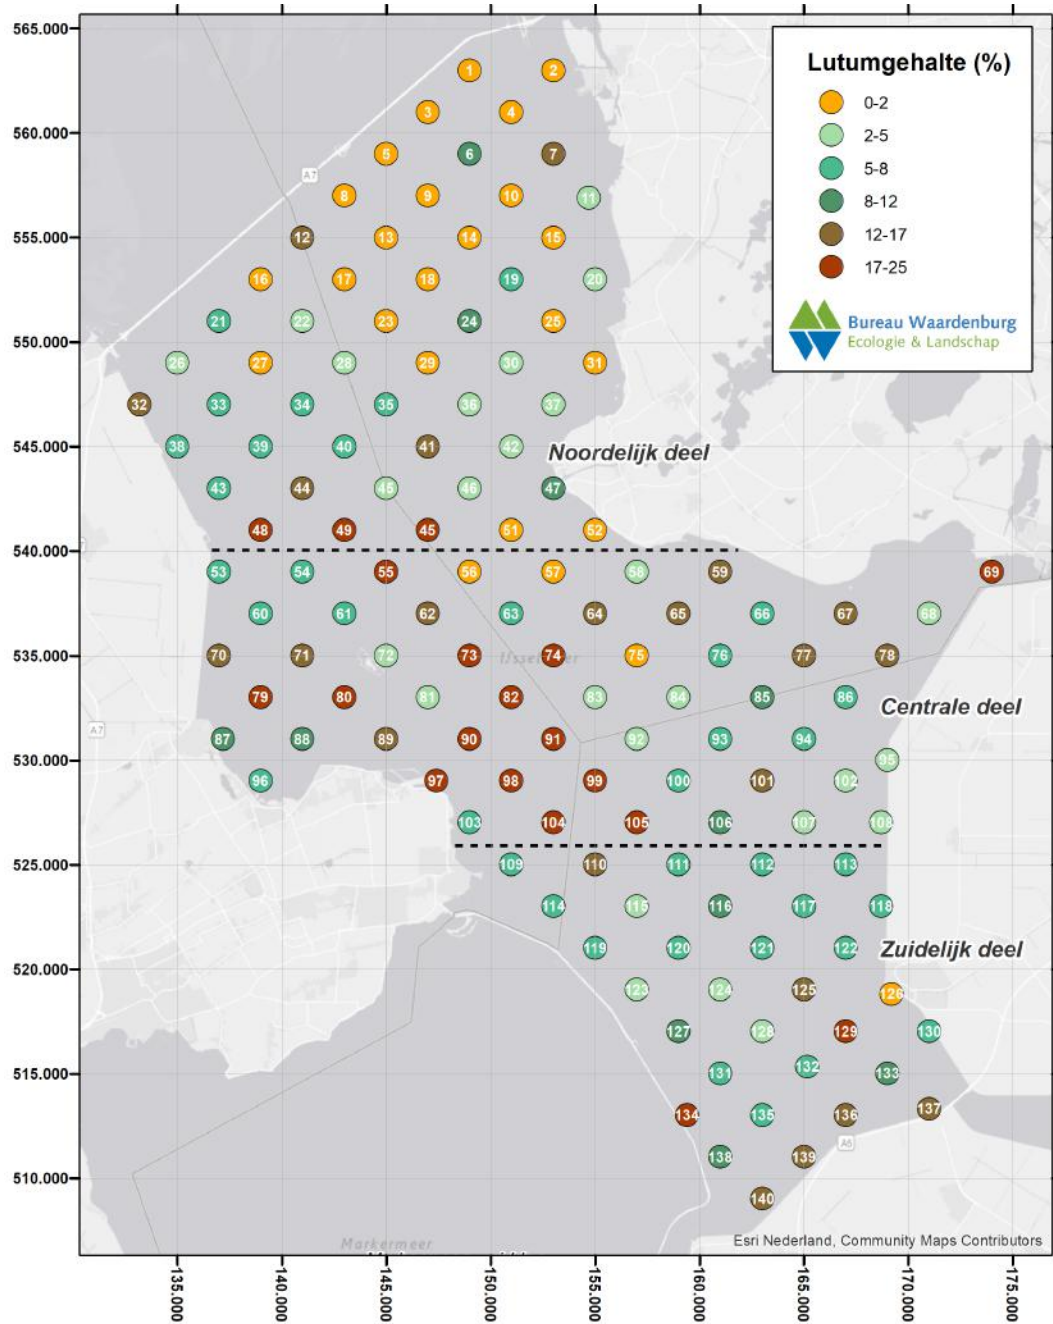 565.000
Lutumgehalte (%)
0-2
2-5
5-8
8-12
12-17
17-25
Bureau Waardenburg
Ecologie & Landschap
1 2
3 4
560.000
5 6 7
A7
8 9 10 11
555.000
12 13 14 15
16 17 18 19 20
21 22 23 24 25
550.000
26 27 28 29 30 31
32 33 34 35 36 37
545.000
38 39 40 41 42
Noordelijk deel
43 44 45 46 47
48 49 45 51 52
540.000
53 54 55 56 57 58 59 69
60 61 62 63 64 65 66 67 68
535.000
70 71 72 73 74 75 76 77 78
79 80 81 82 83 84 85 86
Centrale deel
A7
87 88 89 90 91 92 93 94
530.000
95
96 97 98 99 100 101 102
103 104 105 106 107 108
525.000
109 110 111 112 113
114 115 116 117 118
119 120 121 122
Zuidelijk deel
520.000
123 124 125 126
127 128 129 130
515.000
131 132 133
134 135 136 137
A6
510.000
138 139
140
Markermeer
Esri Nederland, Community Maps Contributors
135.000 140.000 145.000 150.000 155.000 160.000 165.000 170.000 175.000